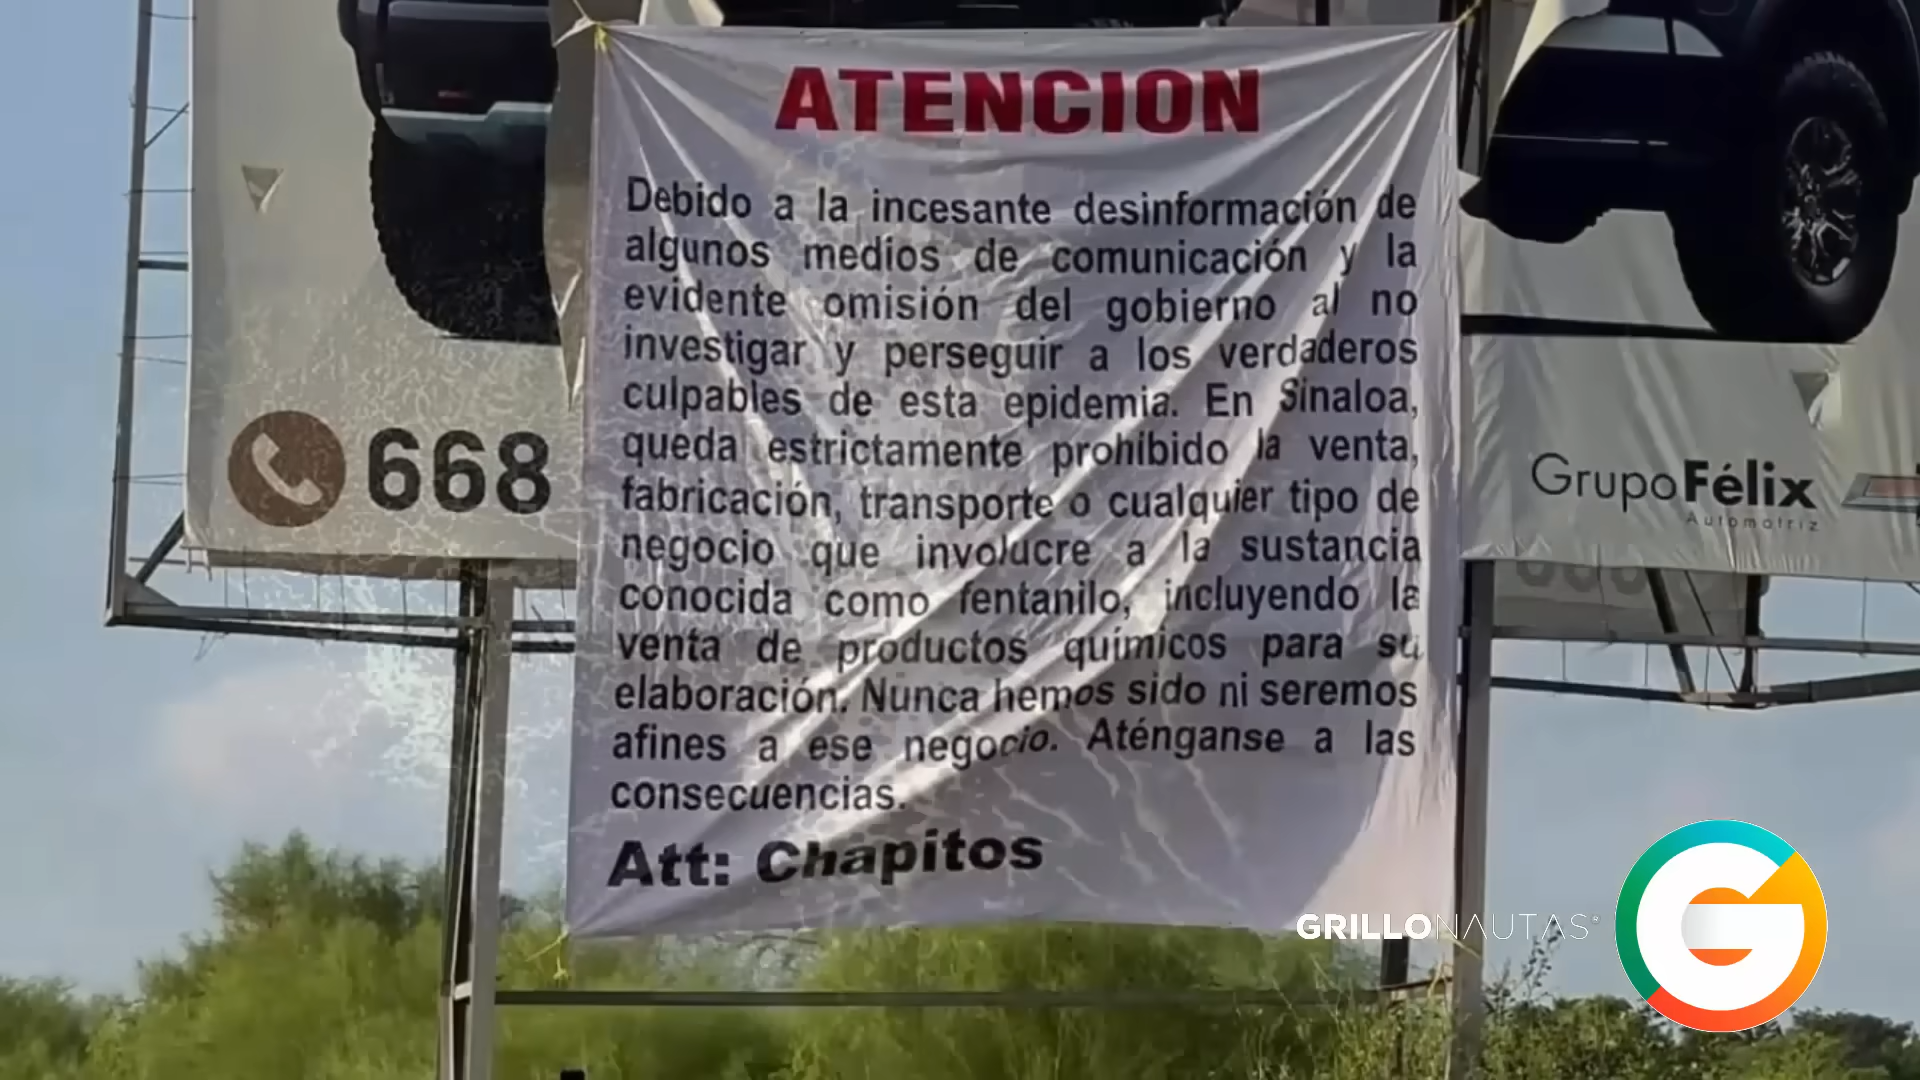 ATENCION
Debido a la incesante desinformación de
algunos medios de comunicación y la
evidente omisión del gobierno al no
investigar y perseguir a los verdaderos
culpables de esta epidemia. En Sinaloa,
queda estrictamente prohibido la venta,
fabricación, transporte o cualquier tipo de
negocio que involucre a la sustancia
conocida como fentanilo, incluyendo la
venta de productos químicos para su
elaboración. Nunca hemos sido ni seremos
afines a ese negocio. Aténganse a las
consecuencias.
Att: Chapitos
668
GrupoFélix
Automotriz
GRILLONAUTAS®
G